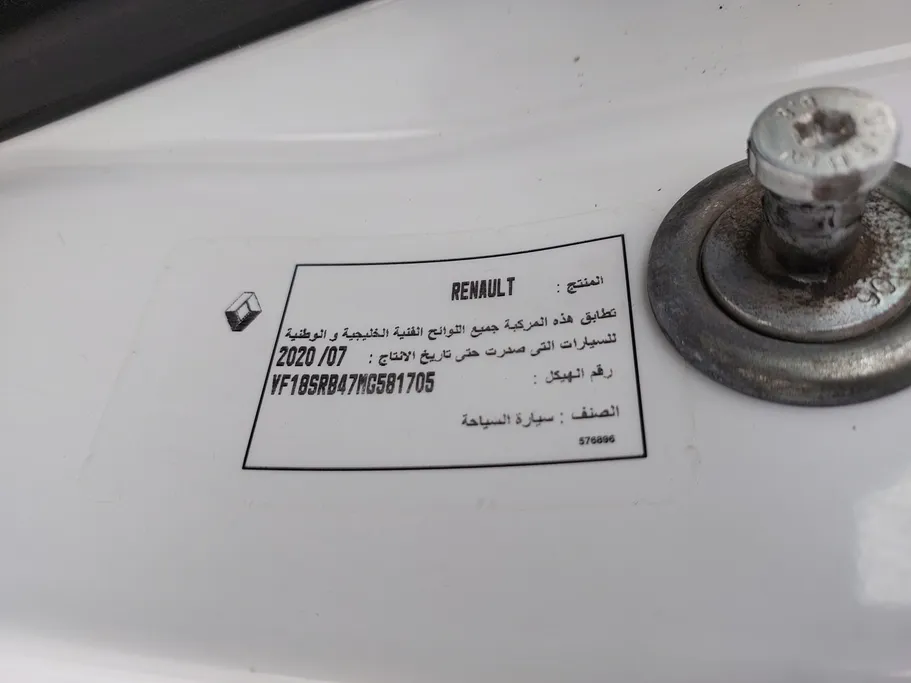 المنتج : RENAULT
تطابق هذه المركبة جميع اللوائح الفنية الخليجية و الوطنية
للسيارات التى صدرت حتى تاريخ الانتاج : 2020 /07
رقم الهيكل : VF18SRB47MG581705
الصنف : سيارة السياحة
576896